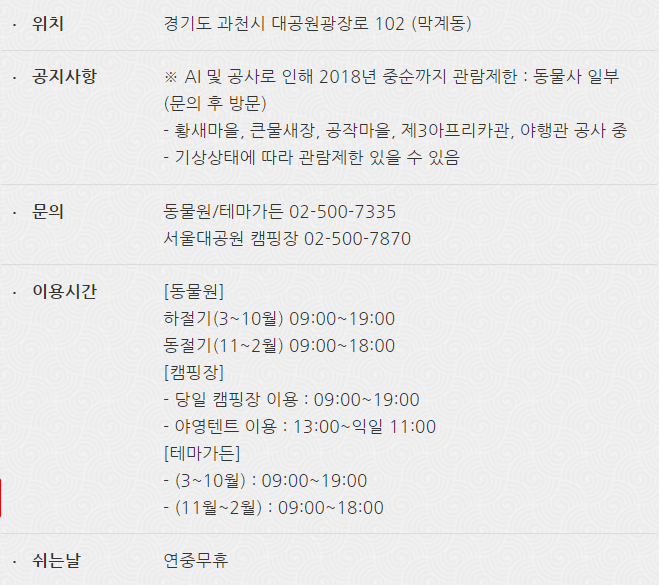 · 위치 경기도 과천시 대공원광장로 102 (막계동)
· 공지사항 ※ AI 및 공사로 인해 2018년 중순까지 관람제한 : 동물사 일부
(문의 후 방문)
- 황새마을, 큰물새장, 공작마을, 제3아프리카관, 야행관 공사 중
- 기상상태에 따라 관람제한 있을 수 있음
· 문의 동물원/테마가든 02-500-7335
서울대공원 캠핑장 02-500-7870
· 이용시간 [동물원]
하절기(3~10월) 09:00~19:00
동절기(11~2월) 09:00~18:00
[캠핑장]
- 당일 캠핑장 이용 : 09:00~19:00
- 야영텐트 이용 : 13:00~익일 11:00
[테마가든]
- (3~10월) : 09:00~19:00
- (11월~2월) : 09:00~18:00
· 쉬는날 연중무휴